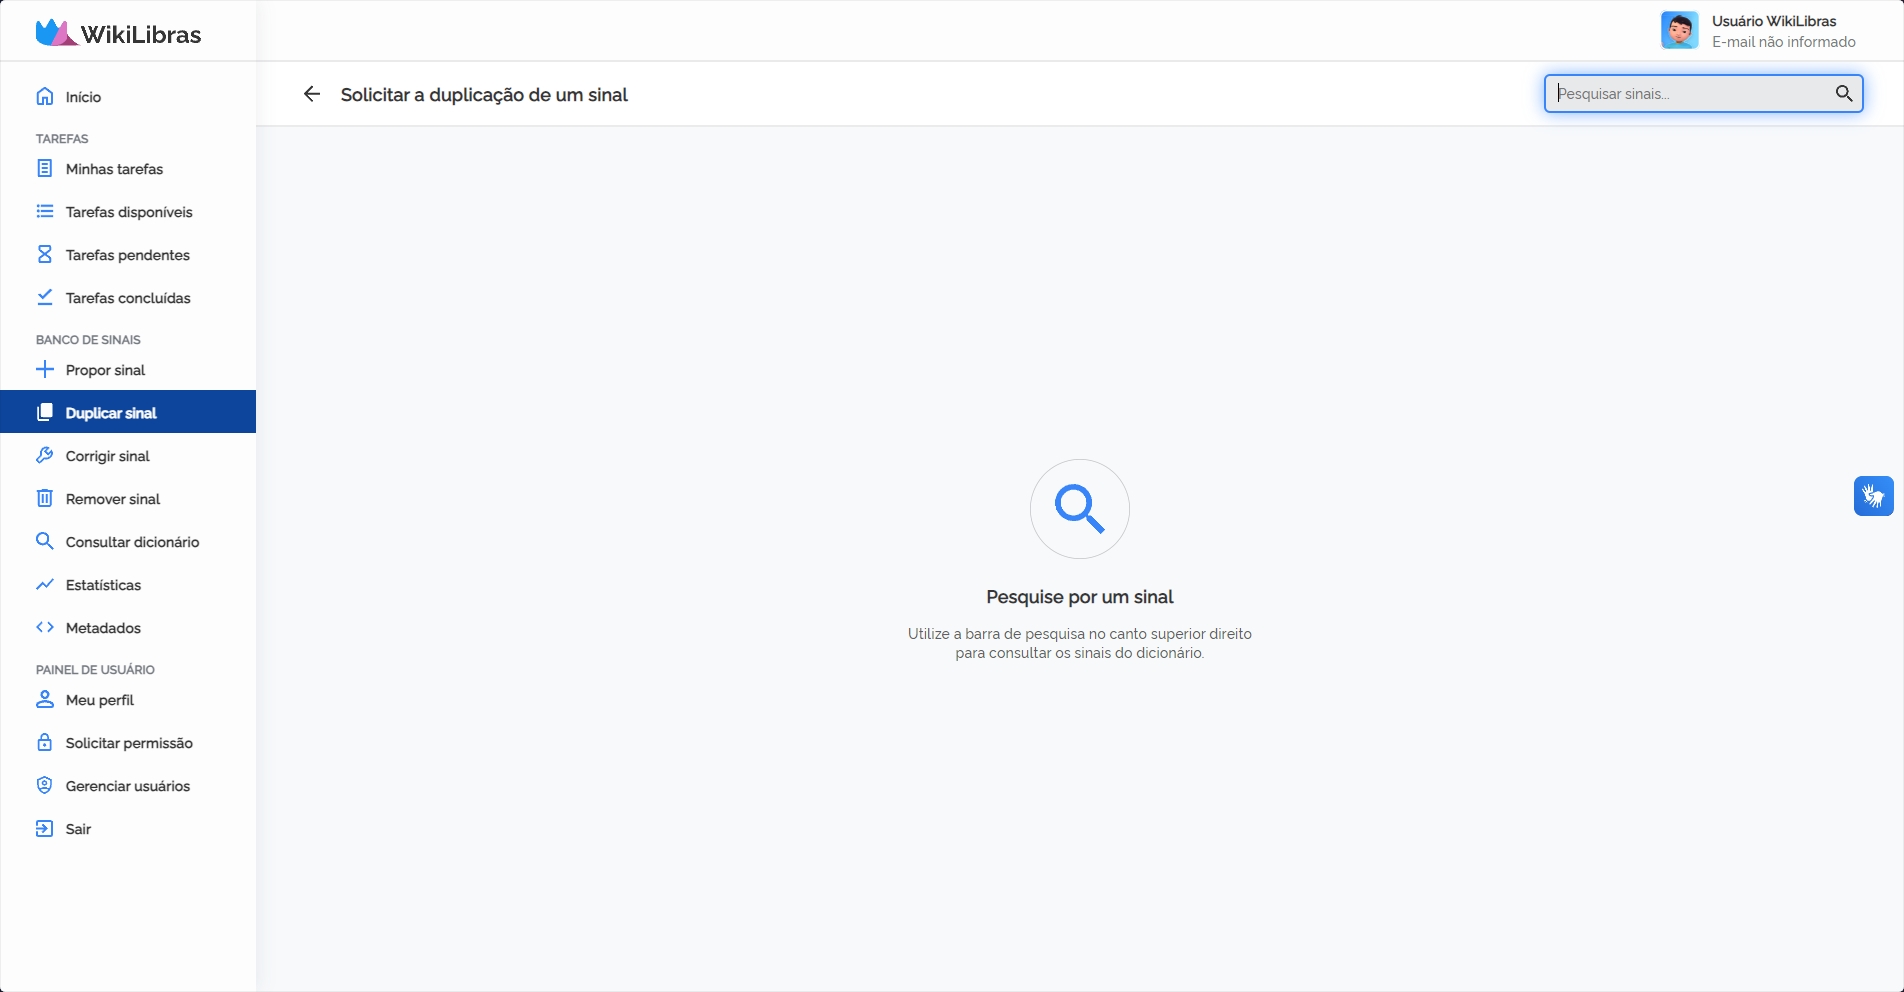 WikiLibras
Usuário WikiLibras
E-mail não informado
Início
Solicitar a duplicação de um sinal
Pesquisar sinais...
TAREFAS
Minhas tarefas
Tarefas disponíveis
Tarefas pendentes
Tarefas concluídas
BANCO DE SINAIS
Propor sinal
Duplicar sinal
Corrigir sinal
Remover sinal
Consultar dicionário
Estatísticas
Metadados
PAINEL DE USUÁRIO
Meu perfil
Solicitar permissão
Gerenciar usuários
Sair
Pesquise por um sinal
Utilize a barra de pesquisa no canto superior direito
para consultar os sinais do dicionário.